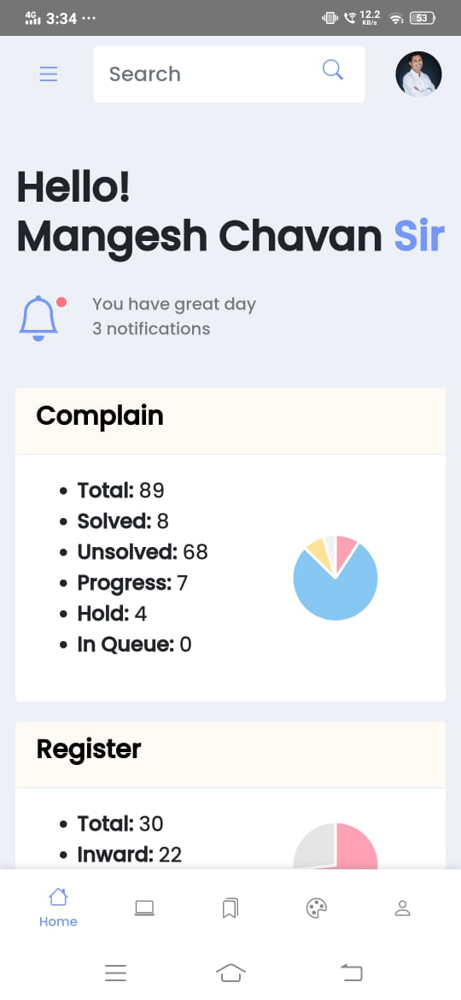 4G 3:34 ··· 12.2 KB/s 53
Search
Hello!
Mangesh Chavan Sir
You have great day
3 notifications
Complain
• Total: 89
• Solved: 8
• Unsolved: 68
• Progress: 7
• Hold: 4
• In Queue: 0
Register
• Total: 30
• Inward: 22
Home